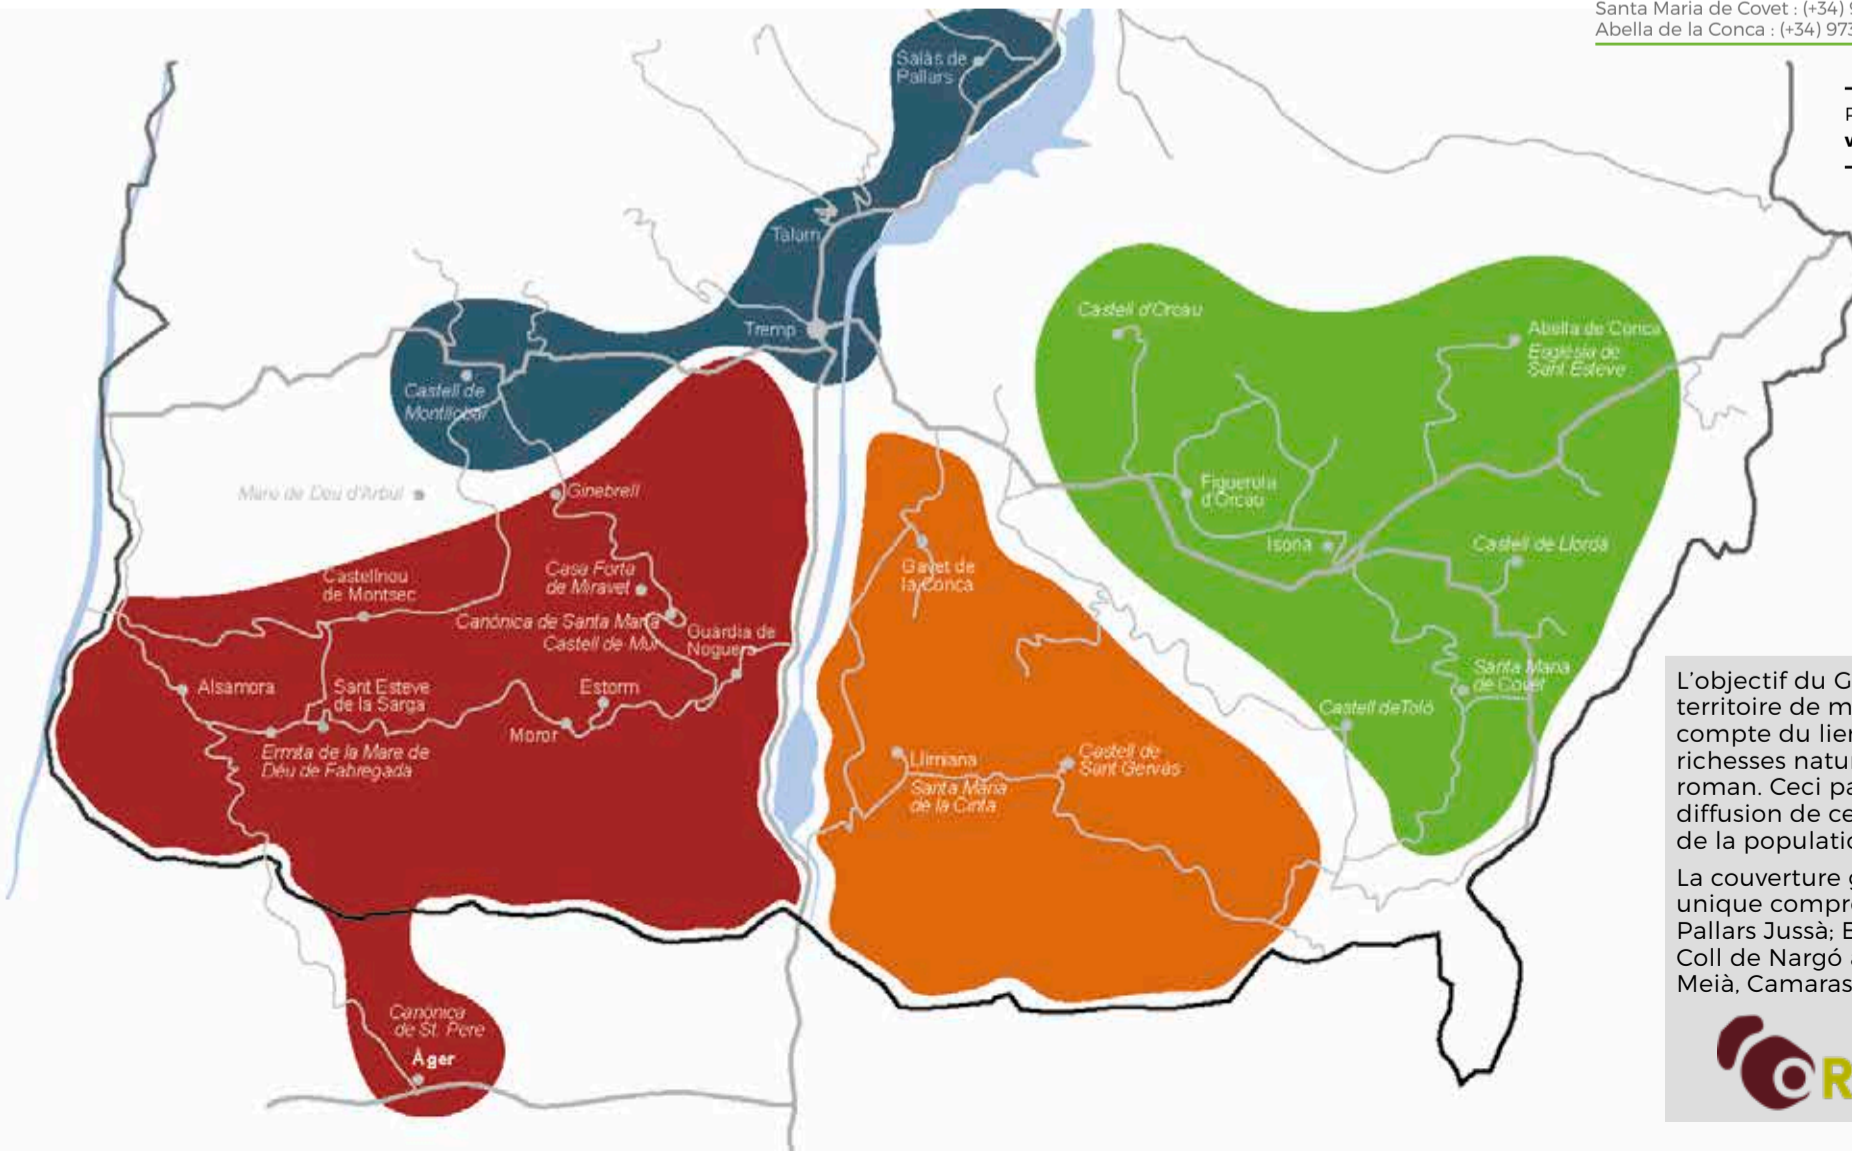 Santa Maria de Covet : (+34) 9
Abella de la Conca : (+34) 973
Salàs de
Pallars
Talarn
Tremp
Castell de
Montllobar
Mare de Deu d'Arbul
Ginebrell
Castellnou
de Montsec
Casa Forta
de Miravet
Canònica de Santa Maria
Castell de Mur
Guàrdia de
Noguera
Alsamora
Sant Esteve
de la Sarga
Estorm
Moror
Ermita de la Mare de
Déu de Fabregada
Canònica
de St. Pere
Àger
Gavet de
la Conca
Llimiana
Santa Maria
de la Cinta
Castell de
Sant Gervàs
Castell d'Orcau
Abella de Conca
Església de
Sant Esteve
Figuerola
d'Orcau
Isona
Castell de Llordà
Santa Maria
de Covet
Castell deToló
L'objectif du G
territoire de m
compte du lier
richesses natur
roman. Ceci pa
diffusion de ce
de la populatio
La couverture g
unique compr
Pallars Jussà; E
Coll de Nargó a
Meià, Camaras
R